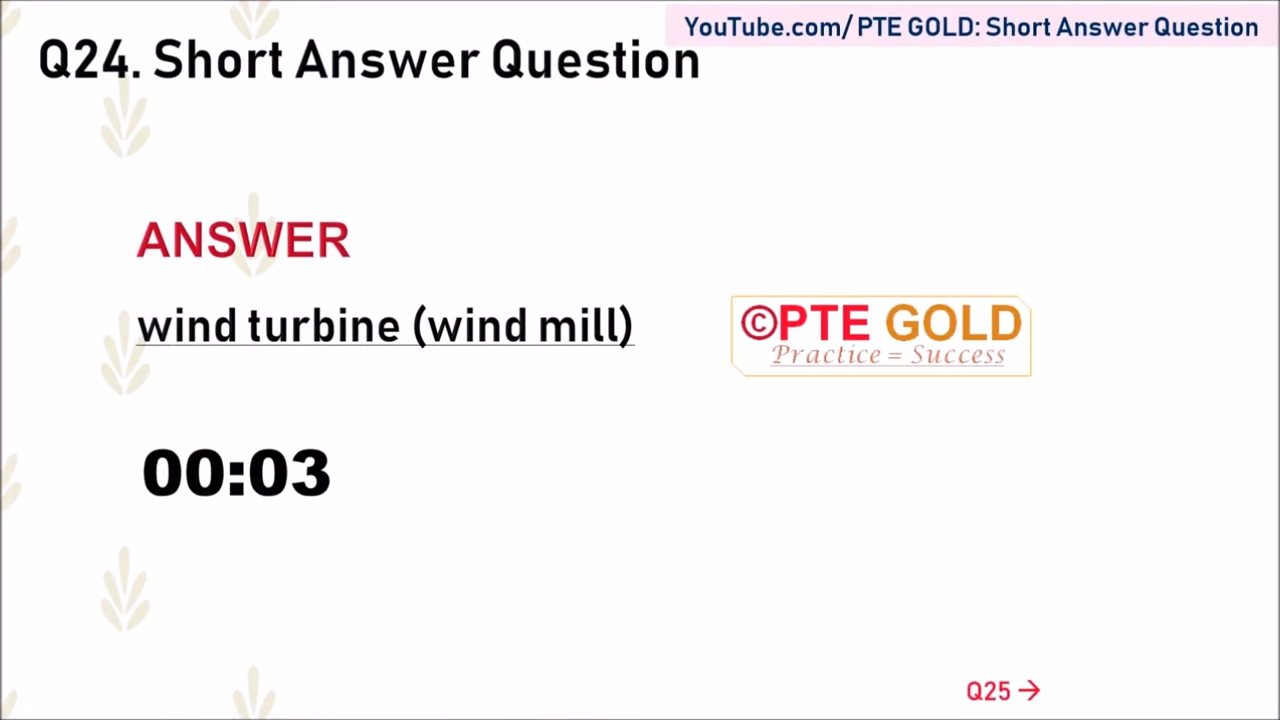 YouTube.com/ PTE GOLD: Short Answer Question
Q24. Short Answer Question
ANSWER
wind turbine (wind mill)
©PTE GOLD
Practice = Success
00:03
Q25 →